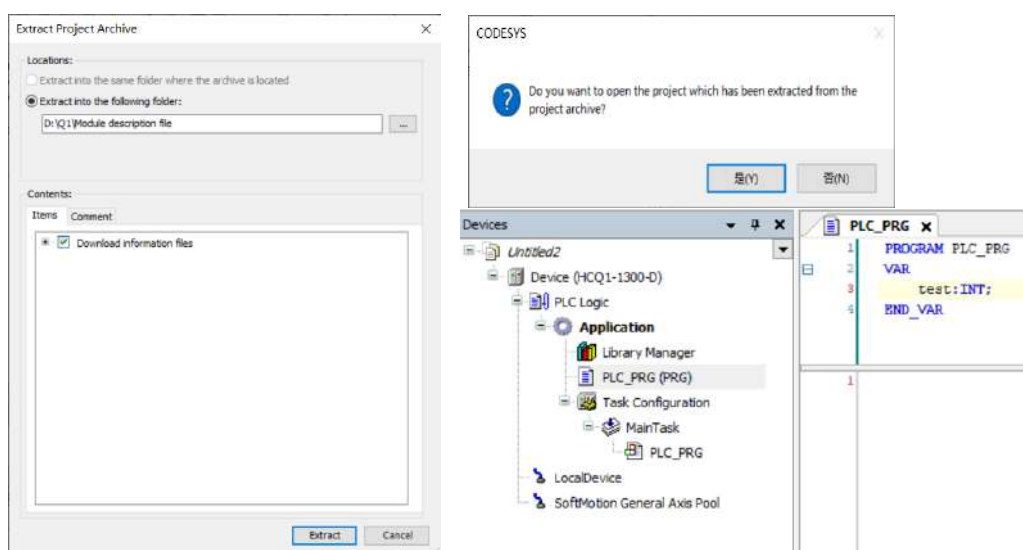 Extract Project Archive
Locations:
Extract into the same folder where the archive is located
Extract into the following folder:
D:\Q1\Module description file
...
Contents:
Items Comment
Download information files
Extract Cancel
CODESYS
Do you want to open the project which has been extracted from the
project archive?
是(Y) 否(N)
Devices
Untitled2
Device (HCQ1-1300-D)
PLC Logic
Application
Library Manager
PLC_PRG (PRG)
Task Configuration
MainTask
PLC_PRG
LocalDevice
SoftMotion General Axis Pool
PLC_PRG
1 PROGRAM PLC_PRG
2 VAR
3 test:INT;
4 END_VAR
1